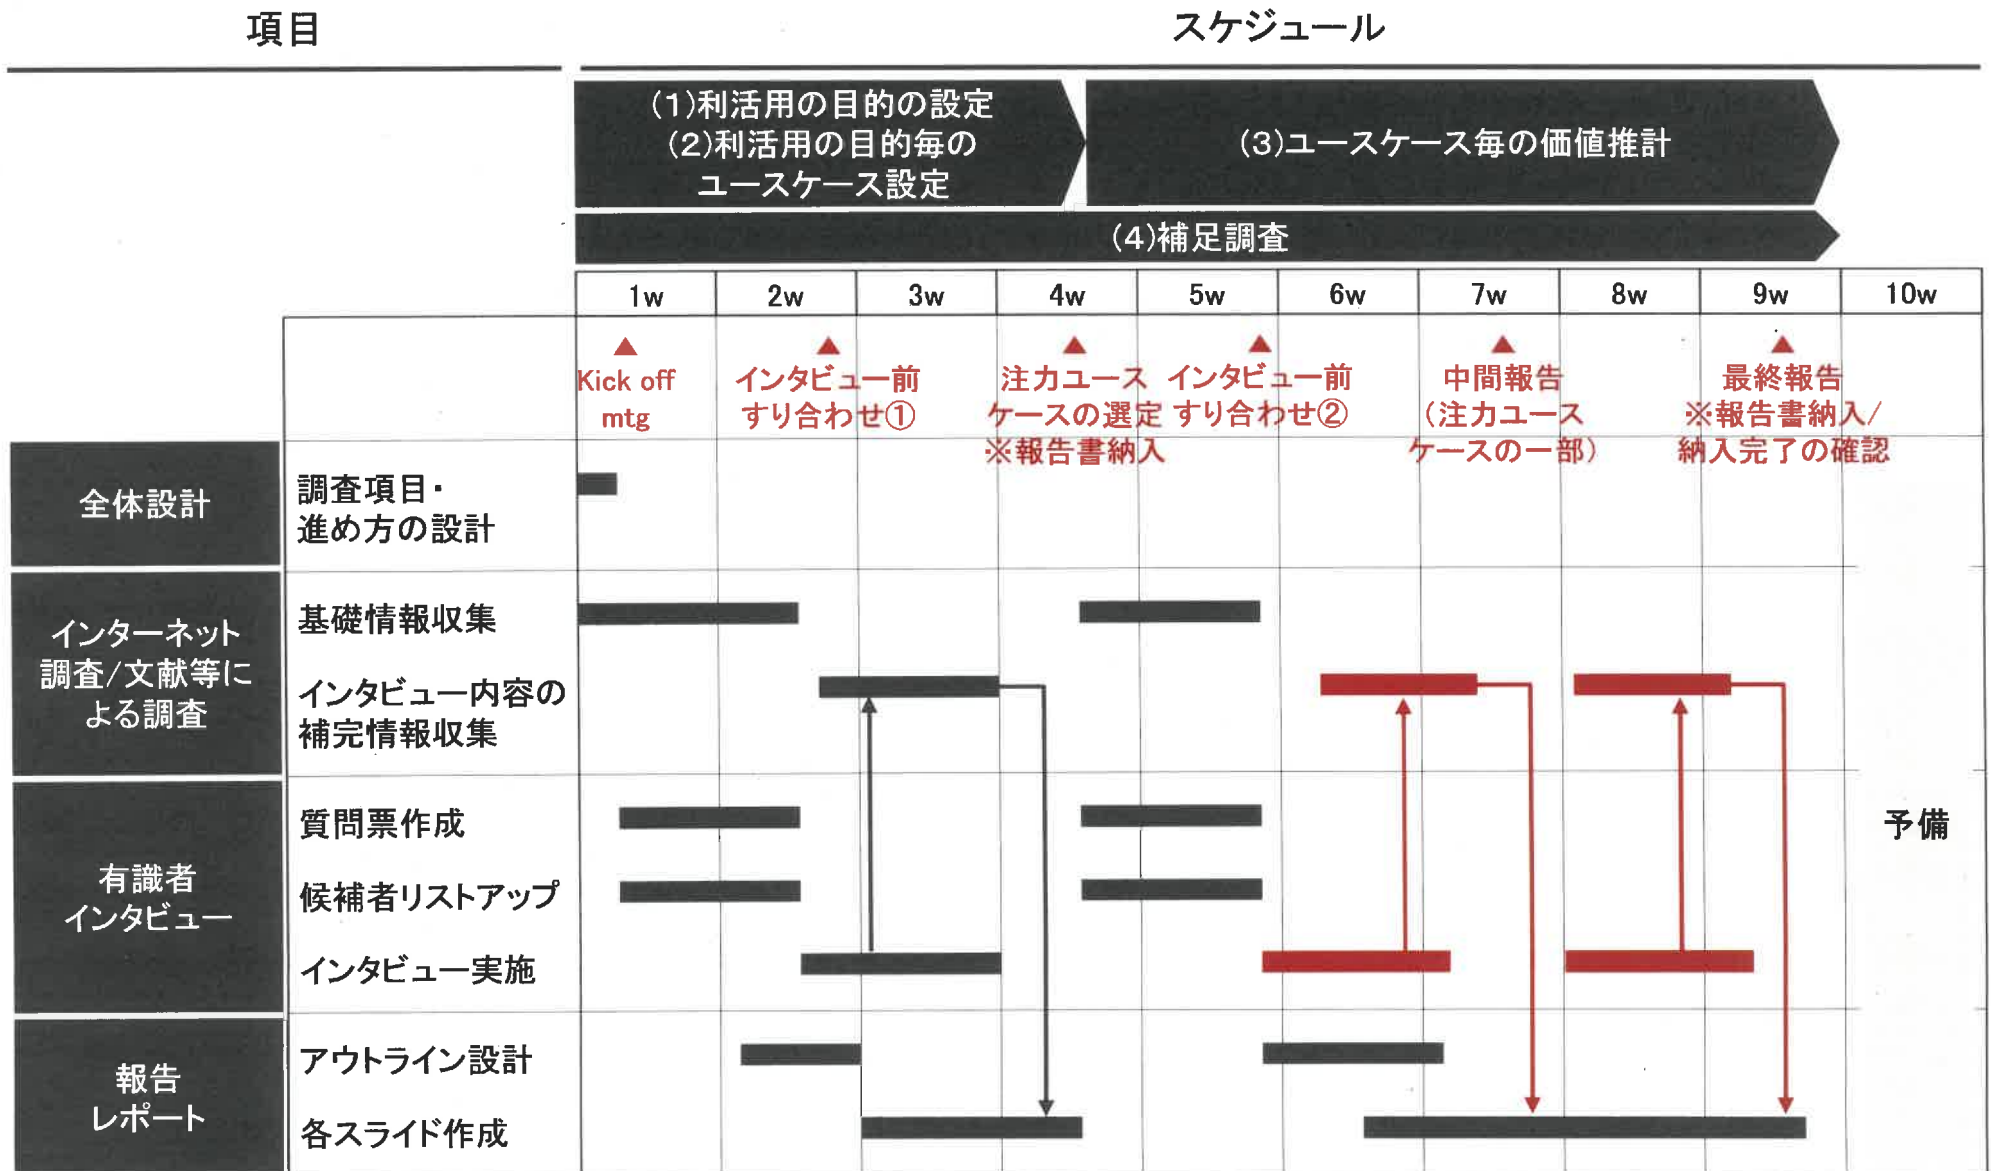 項目
スケジュール
(1)利活用の目的の設定
(2)利活用の目的毎の
ユースケース設定
(3)ユースケース毎の価値推計
(4)補足調査
1w 2w 3w 4w 5w 6w 7w 8w 9w 10w
Kick off
mtg
インタビュー前
すり合わせ①
注力ユース
ケースの選定
※報告書納入
インタビュー前
すり合わせ②
中間報告
(注力ユース
ケースの一部)
最終報告
※報告書納入/
納入完了の確認
全体設計
調査項目・
進め方の設計
インターネット
調査/文献等に
よる調査
基礎情報収集
インタビュー内容の
補完情報収集
有識者
インタビュー
質問票作成
候補者リストアップ
インタビュー実施
予備
報告
レポート
アウトライン設計
各スライド作成